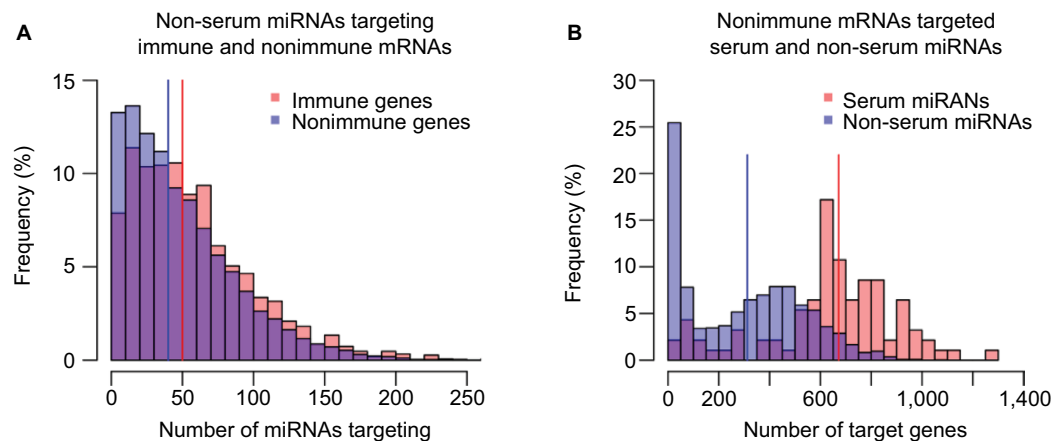 A
Non-serum miRNAs targeting
immune and nonimmune mRNAs
15
10
5
0
Frequency (%)
Immune genes
Nonimmune genes
0 50 100 150 200 250
Number of miRNAs targeting
B
Nonimmune mRNAs targeted
serum and non-serum miRNAs
30
25
20
15
10
5
0
Frequency (%)
Serum miRANs
Non-serum miRNAs
0 200 600 1,000 1,400
Number of target genes